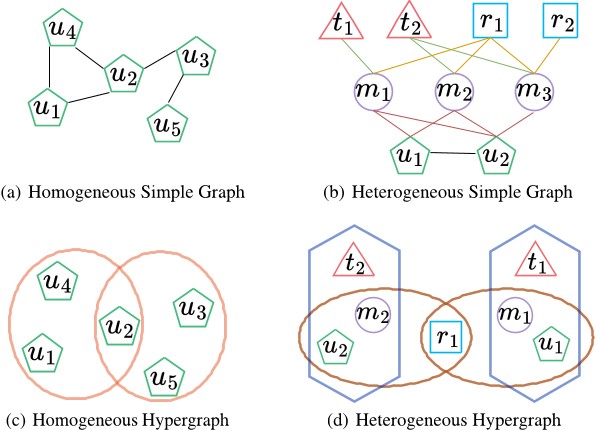 u₄
u₂
u₃
u₁
u₅
(a) Homogeneous Simple Graph
t₁ t₂ r₁ r₂
m₁ m₂ m₃
u₁ u₂
(b) Heterogeneous Simple Graph
u₄
u₂
u₃
u₁
u₅
(c) Homogeneous Hypergraph
t₂ t₁
m₂ m₁
r₁
u₂ u₁
(d) Heterogeneous Hypergraph